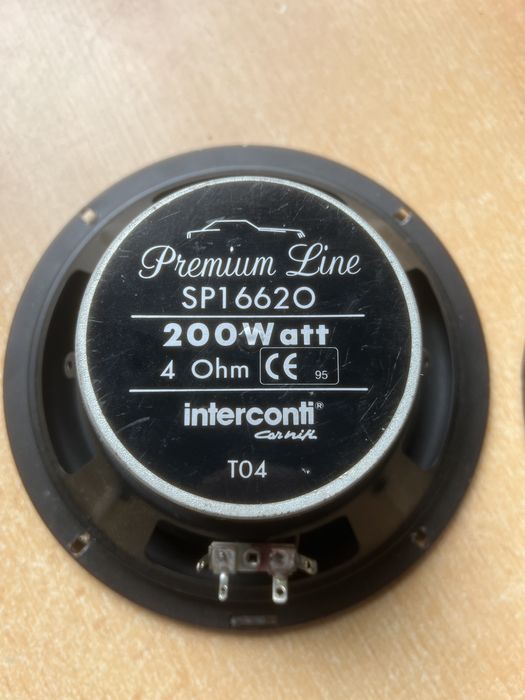 Premium Line
SP16620
200Watt
4 Ohm CE 95
interconti®
T04